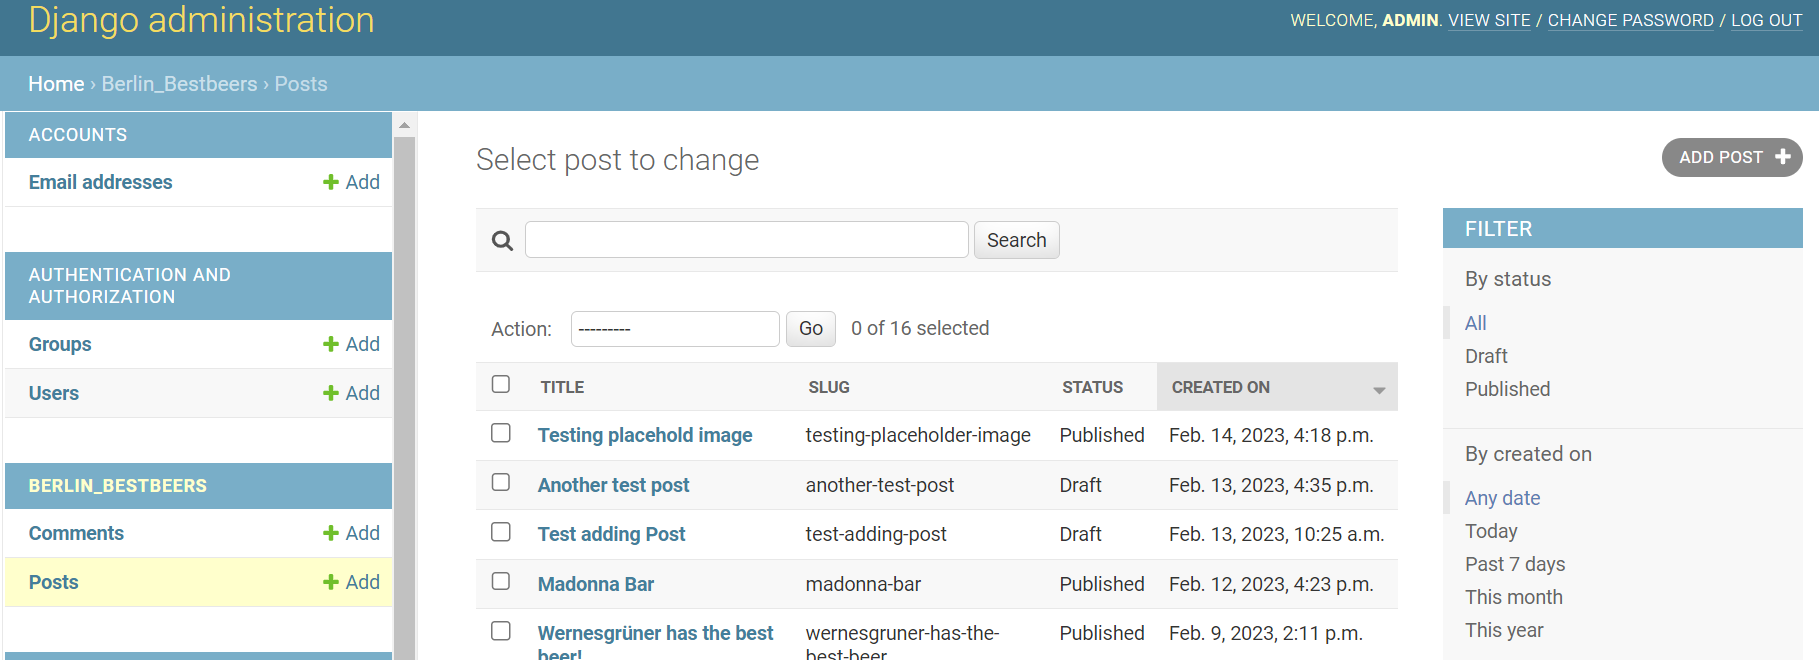 Django administration
WELCOME, ADMIN. VIEW SITE / CHANGE PASSWORD / LOG OUT
Home › Berlin_Bestbeers › Posts
ACCOUNTS
Email addresses Add
AUTHENTICATION AND
AUTHORIZATION
Groups Add
Users Add
BERLIN_BESTBEERS
Comments Add
Posts Add
Select post to change
ADD POST
Search
Action: --------- Go 0 of 16 selected
TITLE SLUG STATUS CREATED ON
Testing placehold image testing-placeholder-image Published Feb. 14, 2023, 4:18 p.m.
Another test post another-test-post Draft Feb. 13, 2023, 4:35 p.m.
Test adding Post test-adding-post Draft Feb. 13, 2023, 10:25 a.m.
Madonna Bar madonna-bar Published Feb. 12, 2023, 4:23 p.m.
Wernesgrüner has the best wernesgruner-has-the- Published Feb. 9, 2023, 2:11 p.m.
beer! best-beer
FILTER
By status
All
Draft
Published
By created on
Any date
Today
Past 7 days
This month
This year